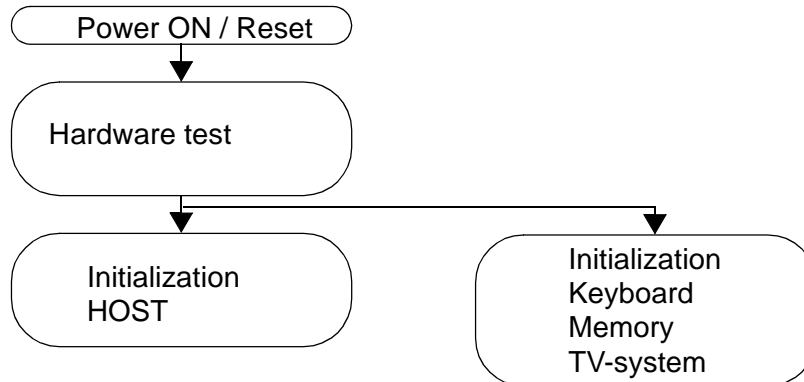 Power ON / Reset
Hardware test
Initialization
HOST
Initialization
Keyboard
Memory
TV-system